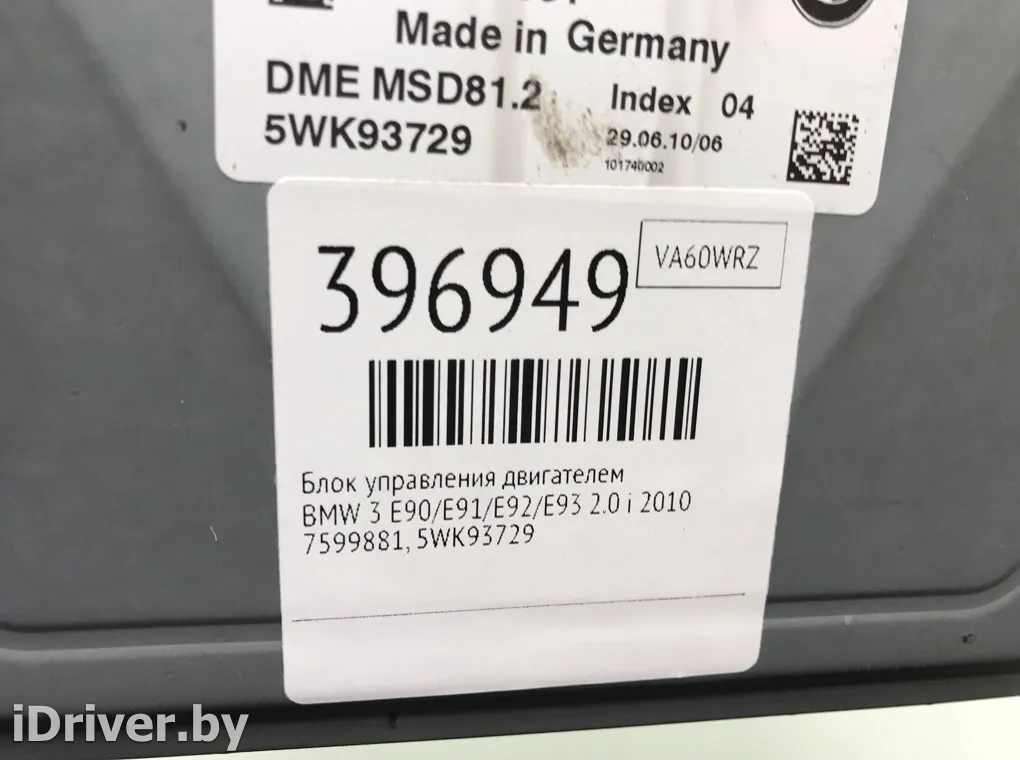 Made in Germany
DME MSD81.2 Index 04
5WK93729 29.06.10/06
101740002
396949 VA60WRZ
Блок управления двигателем
BMW 3 E90/E91/E92/E93 2.0 i 2010
7599881, 5WK93729
iDriver.by